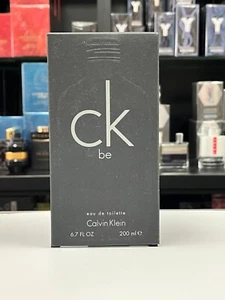 ck
be
eau de toilette
Calvin Klein
6.7 FL OZ 200 ml ℮